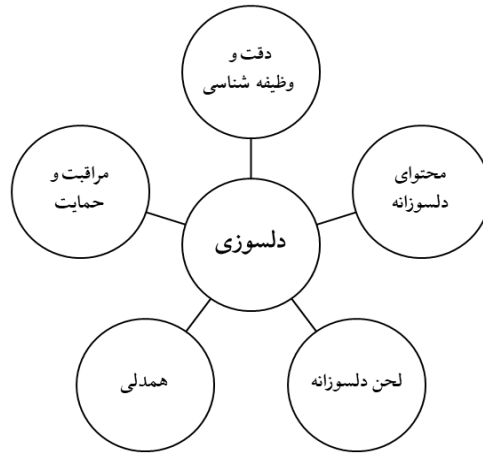 دقت و
وظیفه شناسی
محتوای
دلسوزانه
مراقبت و
حمایت
دلسوزی
لحن دلسوزانه
همدلی